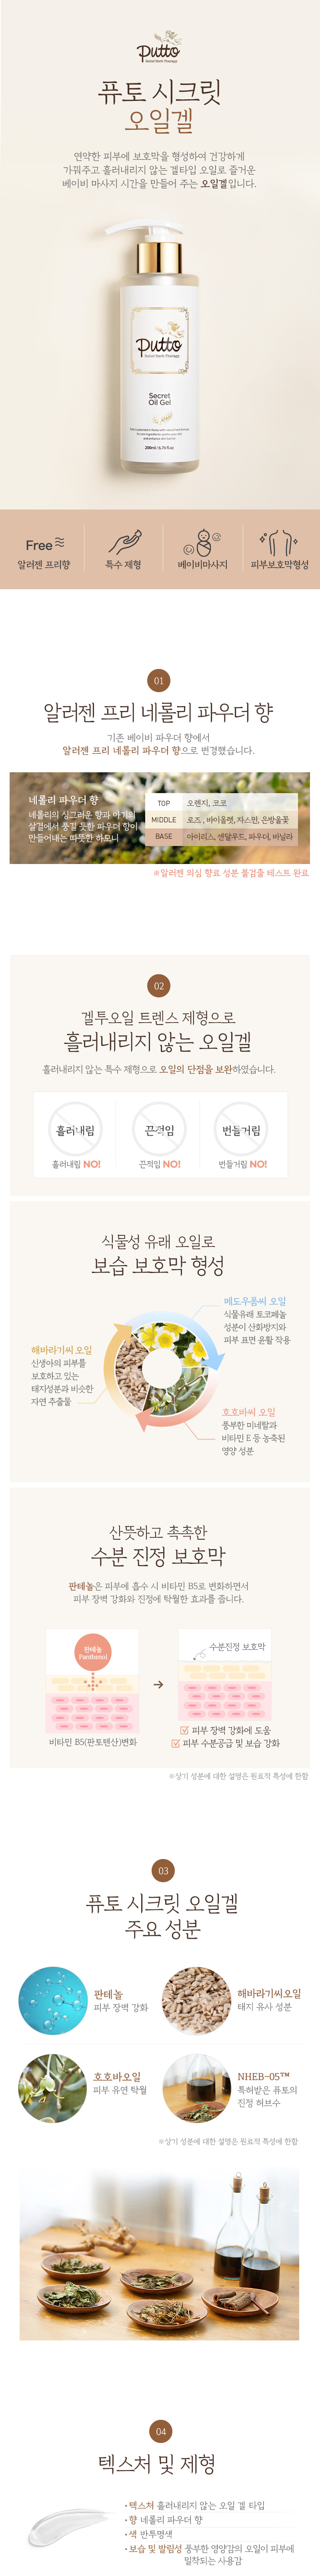 putto
Relief Herb Therapy
퓨토 시크릿
오일겔
연약한 피부에 보호막을 형성하여 건강하게
가꿔주고 흘러내리지 않는 겔타입 오일로 즐거운
베이비 마사지 시간을 만들어 주는 오일겔입니다.
putto
Relief Herb Therapy
Secret
Oil Gel
200ml / 6.76 fl.oz
Free
알러젠 프리향
특수 제형
베이비마사지
피부보호막형성
01
알러젠 프리 네롤리 파우더 향
기존 베이비 파우더 향에서
알러젠 프리 네롤리 파우더 향으로 변경했습니다.
네롤리 파우더 향
네롤리의 싱그러운 향과 아기의
살결에서 풍길 듯한 파우더 향이
만들어내는 따뜻한 하모니
TOP 오렌지, 코코
MIDDLE 로즈, 바이올렛, 자스민, 은방울꽃
BASE 아이리스, 샌달우드, 파우더, 바닐라
※알러젠 의심 향료 성분 불검출 테스트 완료
02
겔투오일 트렌스 제형으로
흘러내리지 않는 오일겔
흘러내리지 않는 특수 제형으로 오일의 단점을 보완하였습니다.
흘러내림
끈적임
번들거림
흘러내림 NO!
끈적임 NO!
번들거림 NO!
식물성 유래 오일로
보습 보호막 형성
메도우폼씨 오일
식물유래 토코페놀
성분이 산화방지와
피부 표면 윤활 작용
해바라기씨 오일
신생아의 피부를
보호하고 있는
태지성분과 비슷한
자연 추출물
호호바씨 오일
풍부한 미네랄과
비타민 E 등 농축된
영양 성분
산뜻하고 촉촉한
수분 진정 보호막
판테놀은 피부에 흡수 시 비타민 B5로 변화하면서
피부 장벽 강화와 진정에 탁월한 효과를 줍니다.
판테놀
Panthenol
수분진정 보호막
비타민 B5(판토텐산)변화
피부 장벽 강화에 도움
피부 수분공급 및 보습 강화
※상기 성분에 대한 설명은 원료적 특성에 한함
03
퓨토 시크릿 오일겔
주요 성분
판테놀
피부 장벽 강화
해바라기씨오일
태지 유사 성분
호호바오일
피부 유연 탁월
NHEB-05™
특허받은 퓨토의
진정 허브수
※상기 성분에 대한 설명은 원료적 특성에 한함
04
텍스처 및 제형
• 텍스처 흘러내리지 않는 오일 겔 타입
• 향 네롤리 파우더 향
• 색 반투명색
• 보습 및 발림성 풍부한 영양감의 오일이 피부에
밀착되는 사용감